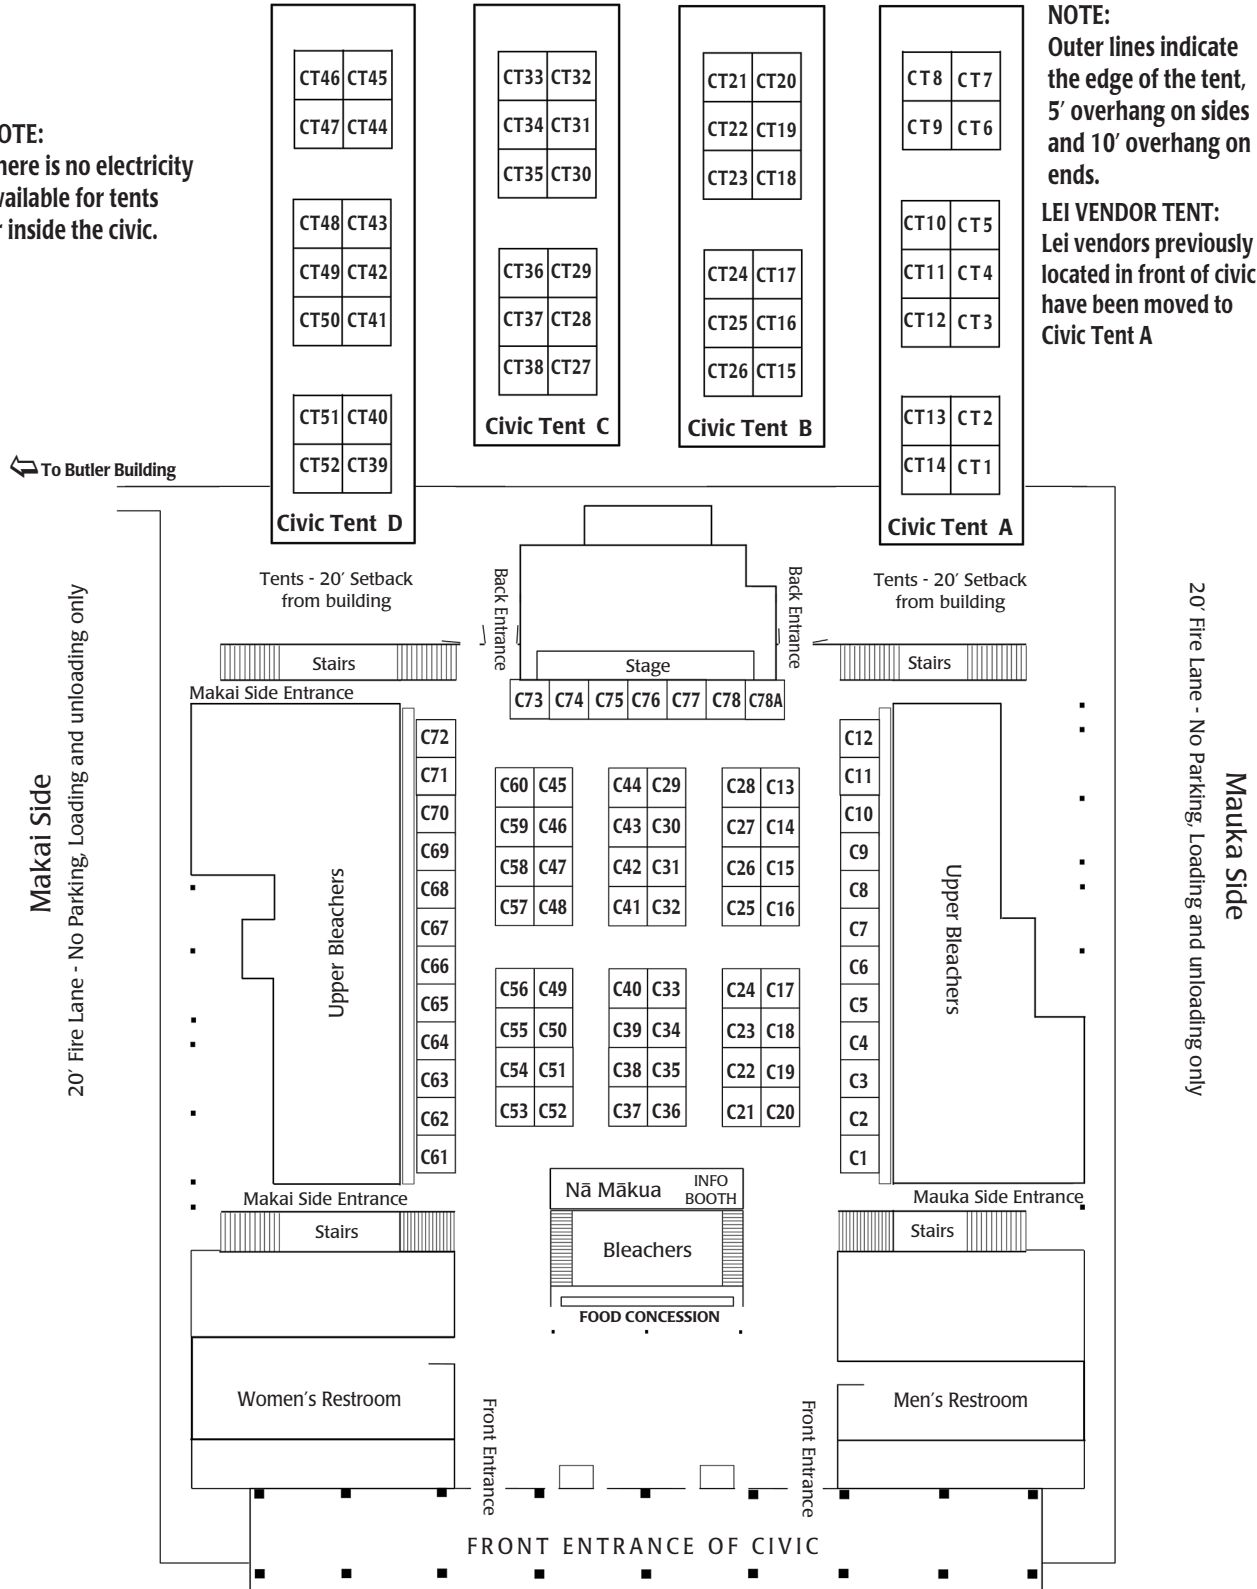 NOTE:
Outer lines indicate
the edge of the tent,
5′ overhang on sides
and 10′ overhang on
ends.
LEI VENDOR TENT:
Lei vendors previously
located in front of civic
have been moved to
Civic Tent A
OTE:
here is no electricity
vailable for tents
r inside the civic.
CT46 CT45
CT47 CT44
CT48 CT43
CT49 CT42
CT50 CT41
CT51 CT40
CT52 CT39
Civic Tent D
CT33 CT32
CT34 CT31
CT35 CT30
CT36 CT29
CT37 CT28
CT38 CT27
Civic Tent C
CT21 CT20
CT22 CT19
CT23 CT18
CT24 CT17
CT25 CT16
CT26 CT15
Civic Tent B
CT8 CT7
CT9 CT6
CT10 CT5
CT11 CT4
CT12 CT3
CT13 CT2
CT14 CT1
Civic Tent A
To Butler Building
Tents - 20′ Setback
from building
Back Entrance
Back Entrance
Tents - 20′ Setback
from building
Stairs
Stage
Stairs
Makai Side Entrance
C73 C74 C75 C76 C77 C78 C78A
Makai Side
20′ Fire Lane - No Parking, Loading and unloading only
Upper Bleachers
C72
C71
C70
C69
C68
C67
C66
C65
C64
C63
C62
C61
C60 C45
C59 C46
C58 C47
C57 C48
C56 C49
C55 C50
C54 C51
C53 C52
C44 C29
C43 C30
C42 C31
C41 C32
C40 C33
C39 C34
C38 C35
C37 C36
C28 C13
C27 C14
C26 C15
C25 C16
C24 C17
C23 C18
C22 C19
C21 C20
C12
C11
C10
C9
C8
C7
C6
C5
C4
C3
C2
C1
Upper Bleachers
20′ Fire Lane - No Parking, Loading and unloading only
Mauka Side
Makai Side Entrance
Nā Mākua
INFO
BOOTH
Mauka Side Entrance
Stairs
Bleachers
Stairs
FOOD CONCESSION
Women′s Restroom
Front Entrance
Front Entrance
Men′s Restroom
FRONT ENTRANCE OF CIVIC